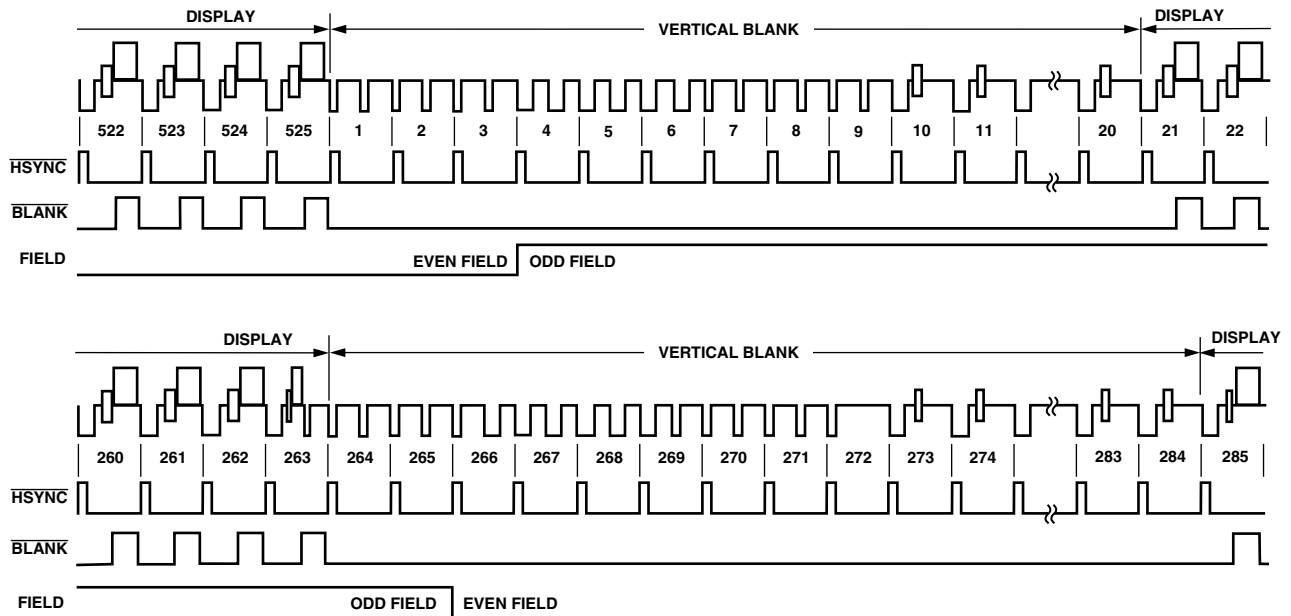 DISPLAY VERTICAL BLANK DISPLAY
522 523 524 525 1 2 3 4 5 6 7 8 9 10 11 20 21 22
HSYNC
BLANK
FIELD EVEN FIELD ODD FIELD
DISPLAY VERTICAL BLANK DISPLAY
260 261 262 263 264 265 266 267 268 269 270 271 272 273 274 283 284 285
HSYNC
BLANK
FIELD ODD FIELD EVEN FIELD